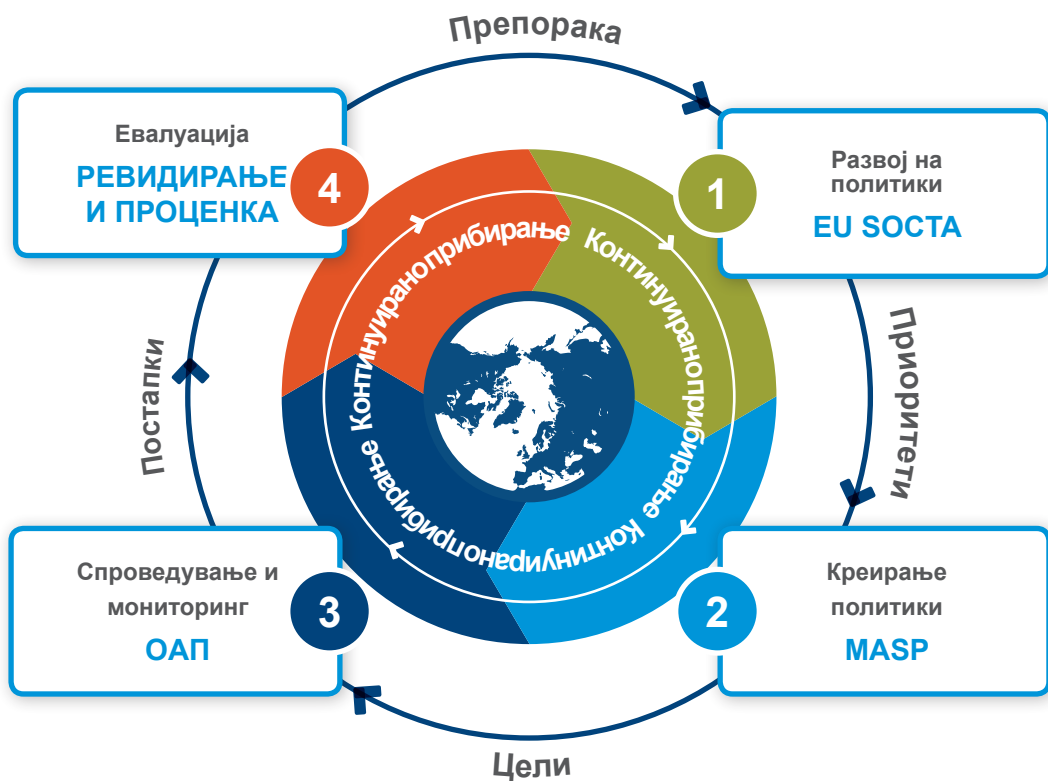 Препорака
Евалуација
РЕВИДИРАЊЕ
И ПРОЦЕНКА
4
1
Развој на
политики
EU SOCTA
Континуираноприбирање Континуираноприбирање Континуираноприбирање Континуираноприбирање
Постапки
Приоритети
Спроведување и
мониторинг
ОАП
3
2
Креирање
политики
MASP
Цели